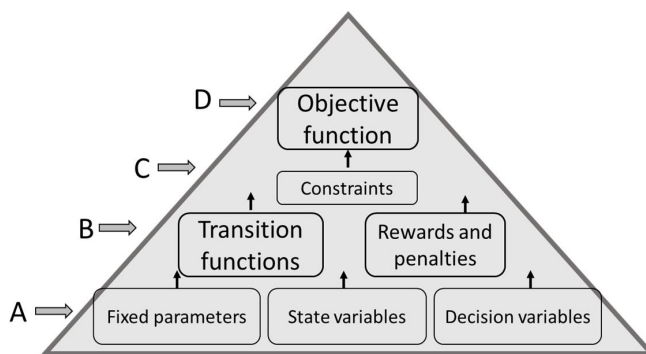 D
Objective
function
C
Constraints
B
Transition
functions
Rewards and
penalties
A
Fixed parameters
State variables
Decision variables